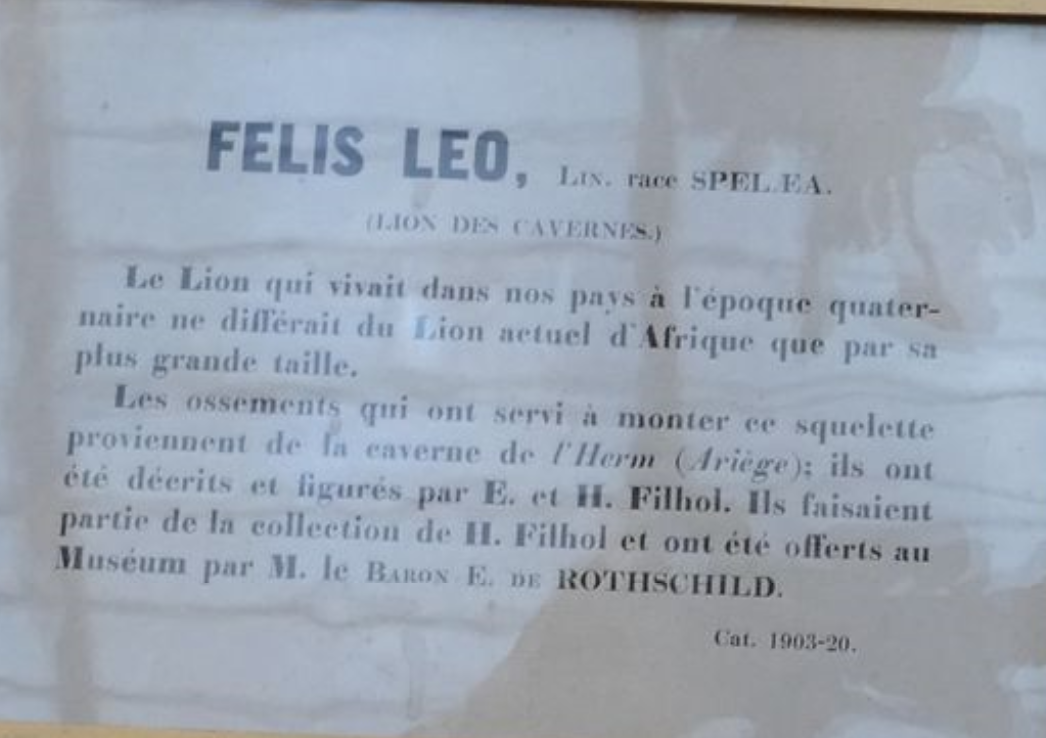 FELIS LEO, LIN. race SPELÆA.
(LION DES CAVERNES.)
Le Lion qui vivait dans nos pays à l'époque quater-
naire ne différait du Lion actuel d'Afrique que par sa
plus grande taille.
Les ossements qui ont servi à monter ce squelette
proviennent de la caverne de l'Herm (Ariège); ils ont
été décrits et figurés par E. et H. Filhol. Ils faisaient
partie de la collection de H. Filhol et ont été offerts au
Muséum par M. le BARON E. DE ROTHSCHILD.
Cat. 1903-20.